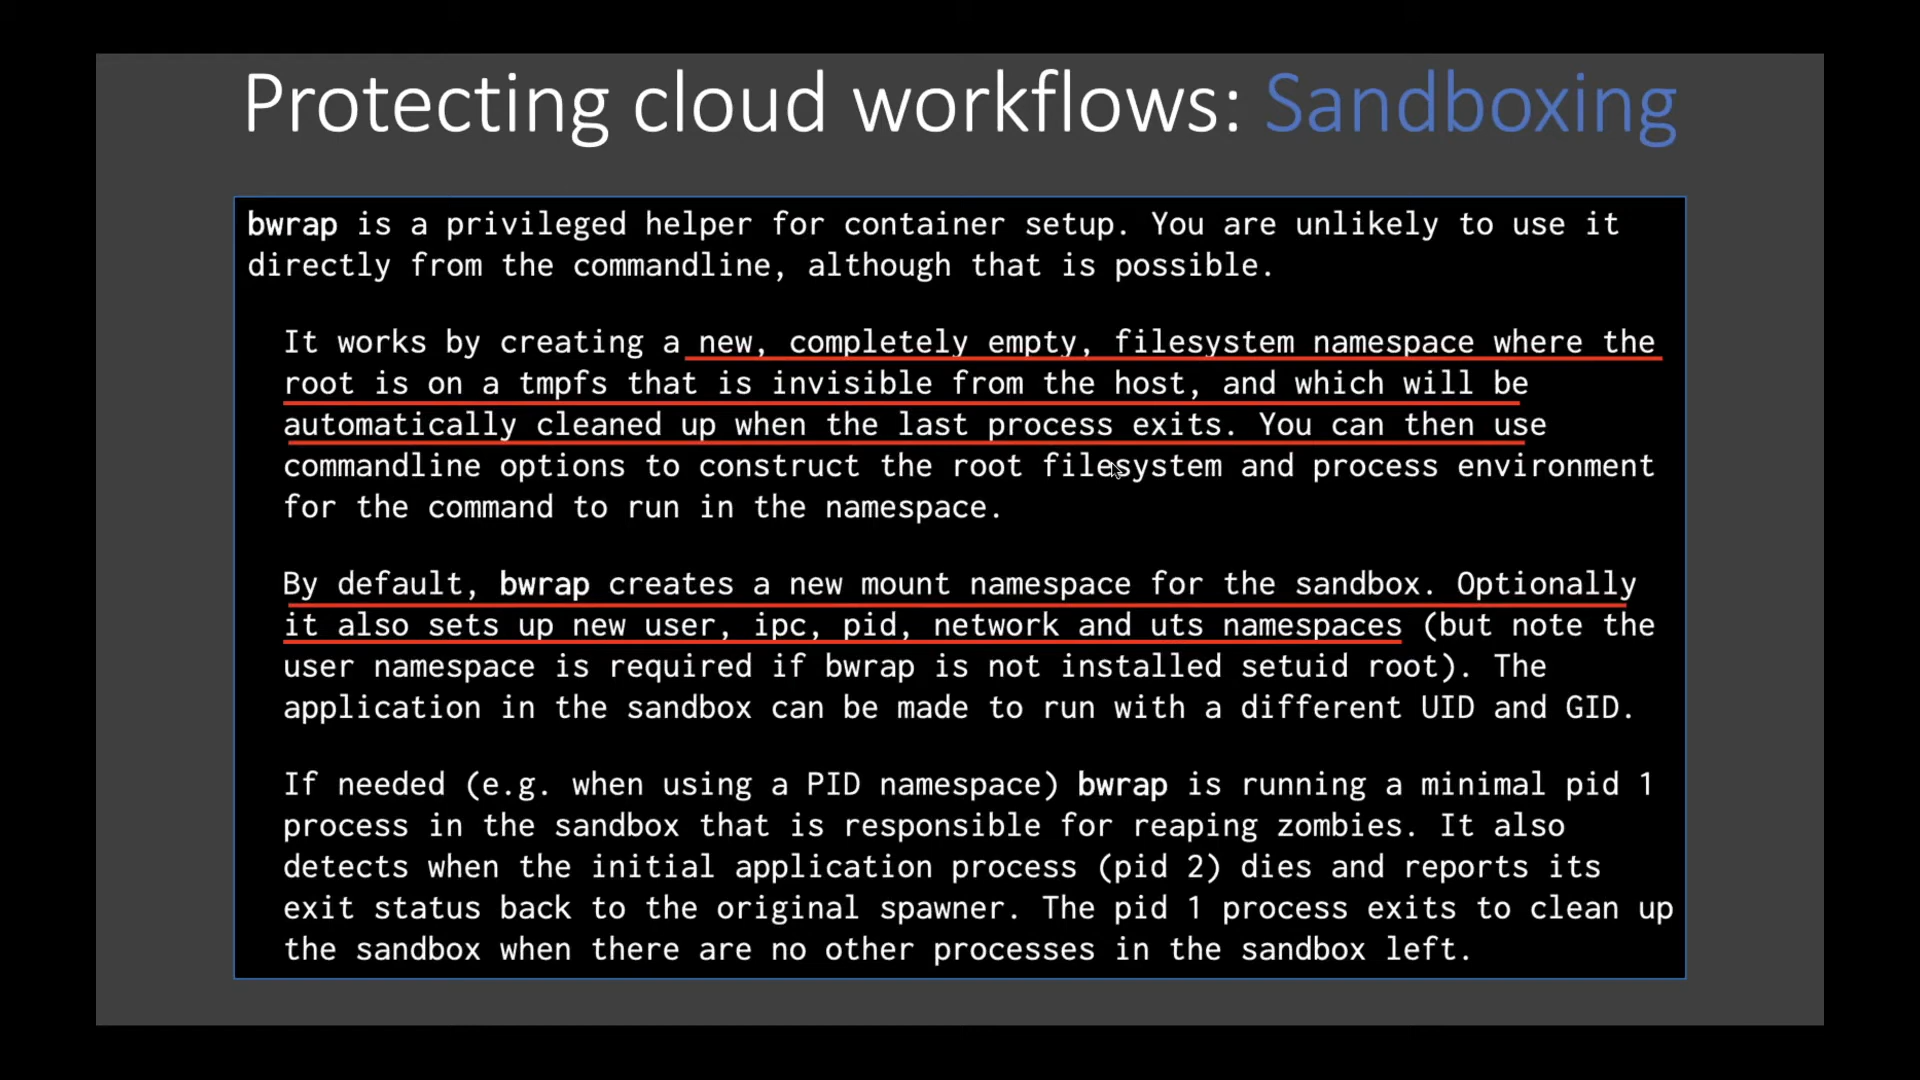 Protecting cloud workflows: Sandboxing
bwrap is a privileged helper for container setup. You are unlikely to use it
directly from the commandline, although that is possible.
It works by creating a new, completely empty, filesystem namespace where the
root is on a tmpfs that is invisible from the host, and which will be
automatically cleaned up when the last process exits. You can then use
commandline options to construct the root filesystem and process environment
for the command to run in the namespace.
By default, bwrap creates a new mount namespace for the sandbox. Optionally
it also sets up new user, ipc, pid, network and uts namespaces (but note the
user namespace is required if bwrap is not installed setuid root). The
application in the sandbox can be made to run with a different UID and GID.
If needed (e.g. when using a PID namespace) bwrap is running a minimal pid 1
process in the sandbox that is responsible for reaping zombies. It also
detects when the initial application process (pid 2) dies and reports its
exit status back to the original spawner. The pid 1 process exits to clean up
the sandbox when there are no other processes in the sandbox left.